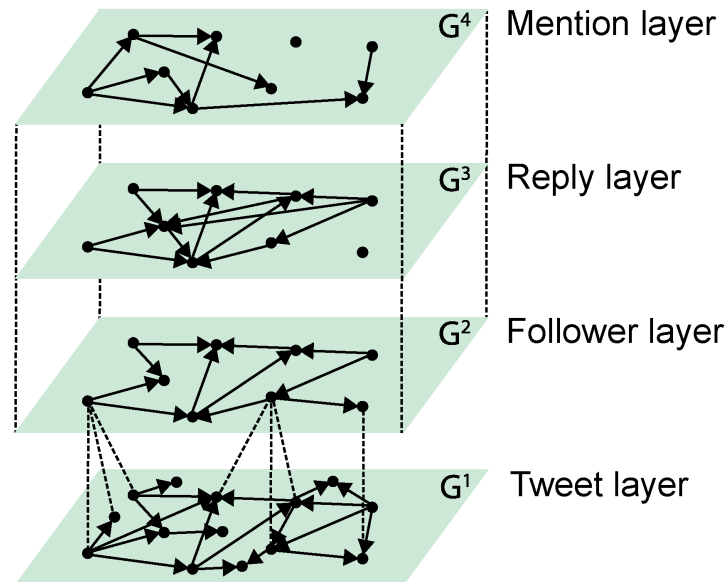 G⁴ Mention layer
G³ Reply layer
G² Follower layer
G¹ Tweet layer